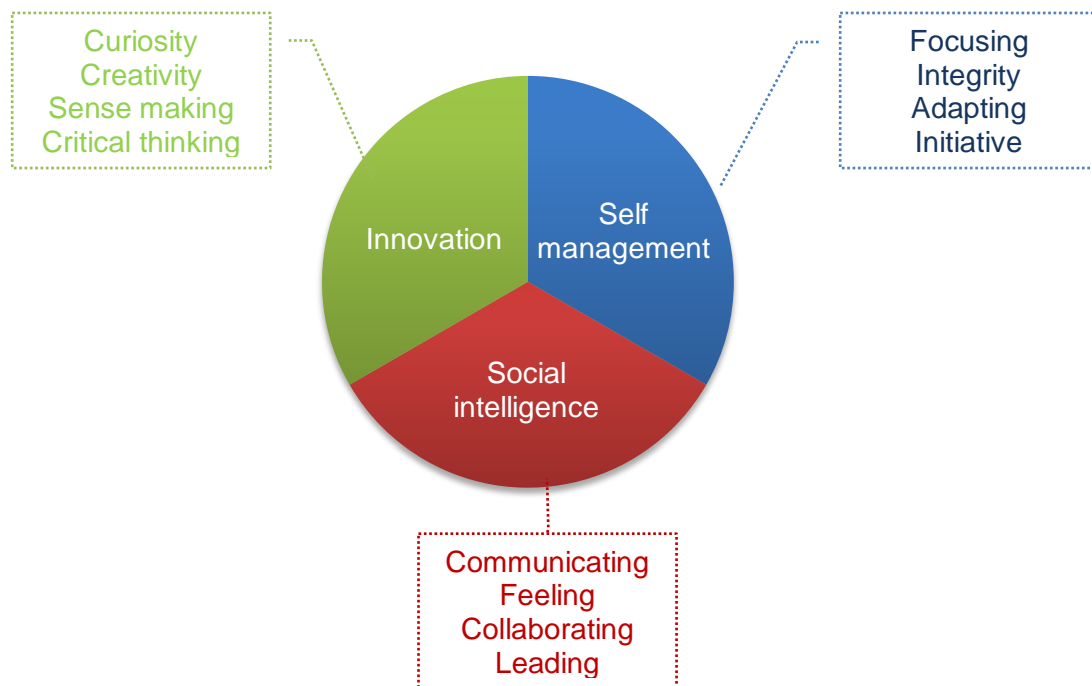 Curiosity
Creativity
Sense making
Critical thinking
Focusing
Integrity
Adapting
Initiative
Innovation
Self
management
Social
intelligence
Communicating
Feeling
Collaborating
Leading